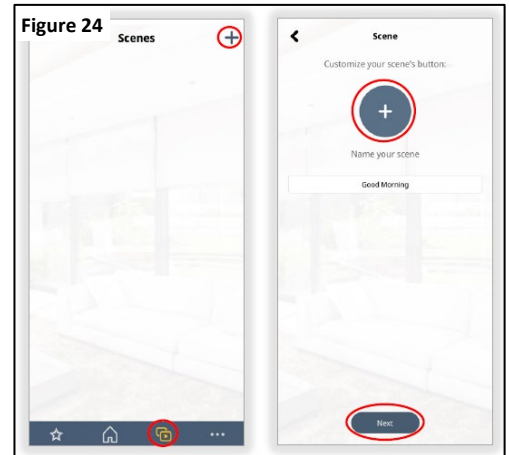 Figure 24
Scenes
Scene
Customize your scene's button:
Name your scene
Good Morning
Next